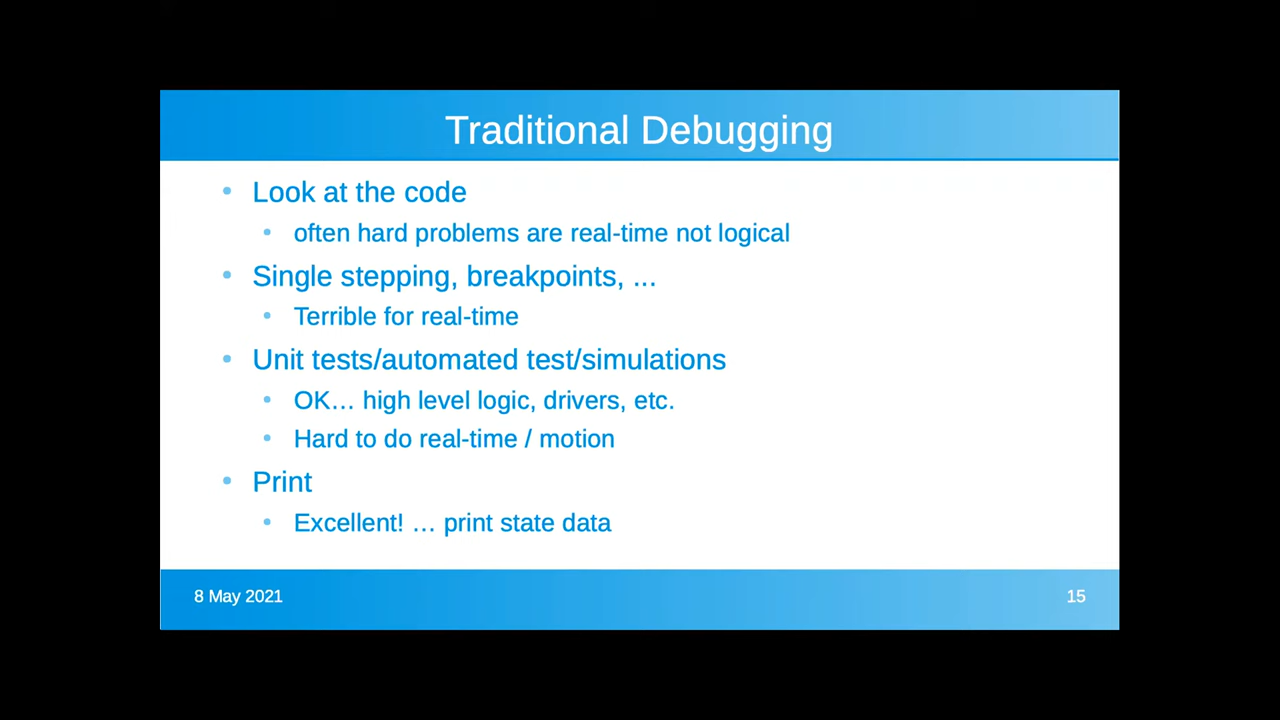 Traditional Debugging
• Look at the code
• often hard problems are real-time not logical
• Single stepping, breakpoints, ...
• Terrible for real-time
• Unit tests/automated test/simulations
• OK… high level logic, drivers, etc.
• Hard to do real-time / motion
• Print
• Excellent! … print state data
8 May 2021
15